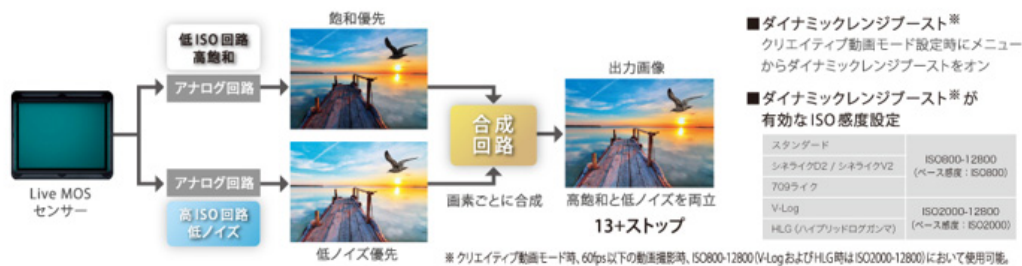 飽和優先
低ISO回路
高飽和
アナログ回路
Live MOS
センサー
アナログ回路
高ISO回路
低ノイズ
低ノイズ優先
合成
回路
画素ごとに合成
出力画像
高飽和と低ノイズを両立
13+ストップ
■ダイナミックレンジブースト※
クリエイティブ動画モード設定時にメニュー
からダイナミックレンジブーストをオン
■ダイナミックレンジブースト※が
有効なISO感度設定
スタンダード
シネライクD2 / シネライクV2
709ライク
ISO800-12800
(ベース感度:ISO800)
V-Log
HLG(ハイブリッドログガンマ)
ISO2000-12800
(ベース感度:ISO2000)
※ クリエイティブ動画モード時、60fps以下の動画撮影時、ISO800-12800(V-LogおよびHLG時はISO2000-12800)において使用可能。